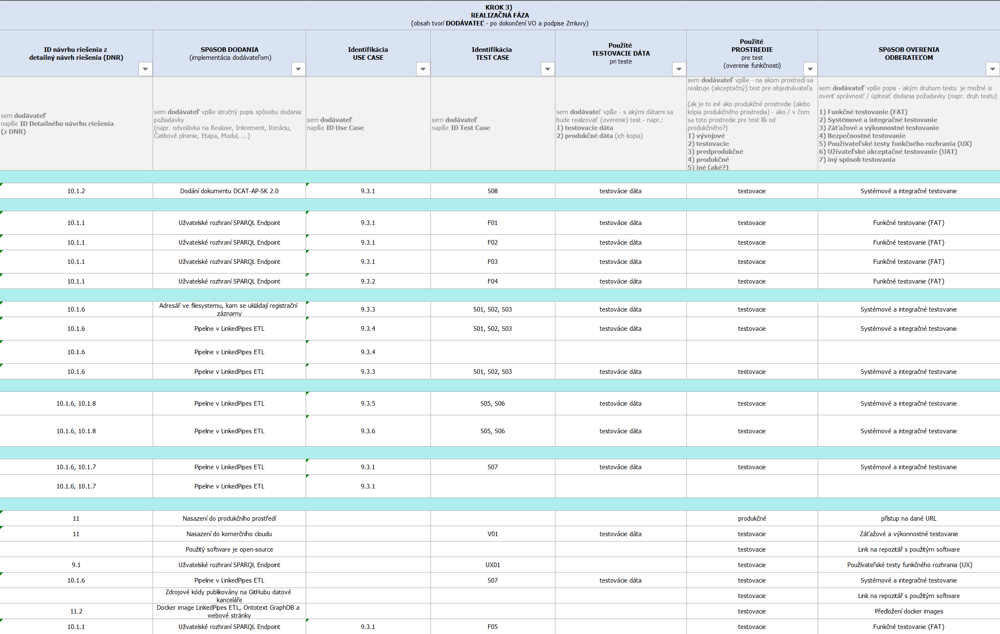 KROK 3)
REALIZAČNÁ FÁZA
(obsah tvorí DODÁVATEĽ - po dokončení VO a podpise Zmluvy)
ID návrhu riešenia z
detailný návrh riešenia (DNR)
SPôSOB DODANIA
(implementácia dodávateľom)
Identifikácia
USE CASE
Identifikácia
TEST CASE
Použité
TESTOVACIE DÁTA
pri teste
Použité
PROSTREDIE
pre test
(overenie funkčnosti)
SPôSOB OVERENIA
ODBERATEĽOM
sem dodávateľ
napíše ID Detailného návrhu riešenia
(z DNR)
sem dodávateľ vpíše stručný popis spôsobu dodania
požiadavky
(napr. odvolávka na Realase, Inkrement, Iteráciu,
Čiatkové plnenie, Etapa, Modul, ...)
sem dodávateľ
napíše ID Use Case
sem dodávateľ
napíše ID Test Case
sem dodávateľ vpíše - s akými dátami sa
bude realizovať (overenie) test - napr.:
1) testovacie dáta
2) produkčné dáta (ich kopia)
sem dodávateľ vpíše - na akom prostredí sa
realizuje (akceptačný) test pre objednávateľa
(ak je to iné ako produkčné prostredie (alebo
kópia produkčného prostredia) - ako / v čom
sa toto prostredie pre test líši od
produkčného?)
1) vývojové
2) testovacie
3) predprodukčné
4) produkčné
5) iné (aké?)
sem dodávateľ vpíše popis - akým druhom testu  je možné si
overiť správnosť / úplnosť dodania požadavky (napr. druh testu)
1) Funkčné testovanie (FAT)
2) Systémové a integračné testovanie
3) Záťažové a výkonnostné testovanie
4) Bezpečnostné testovanie
5) Používateľské testy funkčného rozhrania (UX)
6) Užívateľské akceptačné testovanie (UAT)
7) iný spôsob testovania
10.1.2 Dodání dokumentu DCAT-AP-SK 2.0 9.3.1 S08 testovácie dáta testovacie Systémové a integračné testovanie
10.1.1 Užvatelské rozhraní SPARQL Endpoint 9.3.1 F01 testovácie dáta testovacie Funkčné testovanie (FAT)
10.1.1 Užvatelské rozhraní SPARQL Endpoint 9.3.1 F02 testovácie dáta testovacie Funkčné testovanie (FAT)
10.1.1 Užvatelské rozhraní SPARQL Endpoint 9.3.1 F03 testovácie dáta testovacie Funkčné testovanie (FAT)
10.1.1 Užvatelské rozhraní SPARQL Endpoint 9.3.2 F04 testovácie dáta testovacie Funkčné testovanie (FAT)
10.1.6 Adresář ve filesystemu, kam se ukládají registrační
záznamy 9.3.3 S01, S02, S03 testovácie dáta testovacie Systémové a integračné testovanie
10.1.6 Pipeline v LinkedPipes ETL 9.3.4 S01, S02, S03 testovácie dáta testovacie Systémové a integračné testovanie
10.1.6 Pipeline v LinkedPipes ETL 9.3.4
10.1.6 Pipeline v LinkedPipes ETL 9.3.3 S01, S02, S03 testovácie dáta testovacie Systémové a integračné testovanie
10.1.6, 10.1.8 Pipeline v LinkedPipes ETL 9.3.5 S05, S06 testovácie dáta testovacie Systémové a integračné testovanie
10.1.6, 10.1.8 Pipeline v LinkedPipes ETL 9.3.6 S05, S06 testovácie dáta testovacie Systémové a integračné testovanie
10.1.6, 10.1.7 Pipeline v LinkedPipes ETL 9.3.1 S07 testovácie dáta testovacie Systémové a integračné testovanie
10.1.6, 10.1.7 Pipeline v LinkedPipes ETL 9.3.1
11 Nasazení do produkčního prostředí produkčné přístup na dané URL
11 Nasazení do komerčního cloudu V01 testovácie dáta testovacie Záťažové a výkonnostné testovanie
Použitý software je open-source testovacie Link na repozitář s použitým software
9.1 Užvatelské rozhraní SPARQL Endpoint UX01 testovacie Používateľské testy funkčného rozhrania (UX)
10.1.6 Pipeline v LinkedPipes ETL S07 testovácie dáta testovacie Systémové a integračné testovanie
Zdrojové kódy publikovány na GitHubu datové
kanceláře testovacie Link na repozitář s použitým software
11.2 Docker image LinkedPipes ETL, Ontotext GraphDB a
webové stránky testovacie Předložení docker images
10.1.1 Užvatelské rozhraní SPARQL Endpoint 9.3.1 F05 testovacie Funkčné testovanie (FAT)